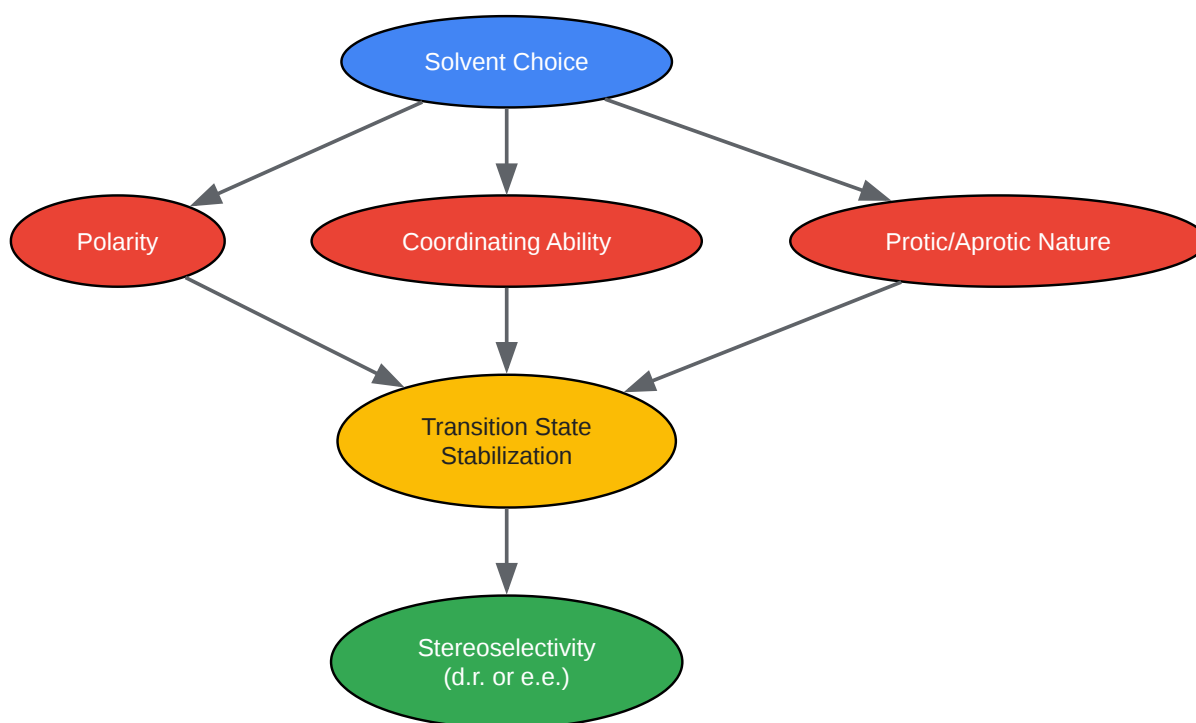 Solvent Choice
Polarity
Coordinating Ability
Protic/Aprotic Nature
Transition State
Stabilization
Stereoselectivity
(d.r. or e.e.)